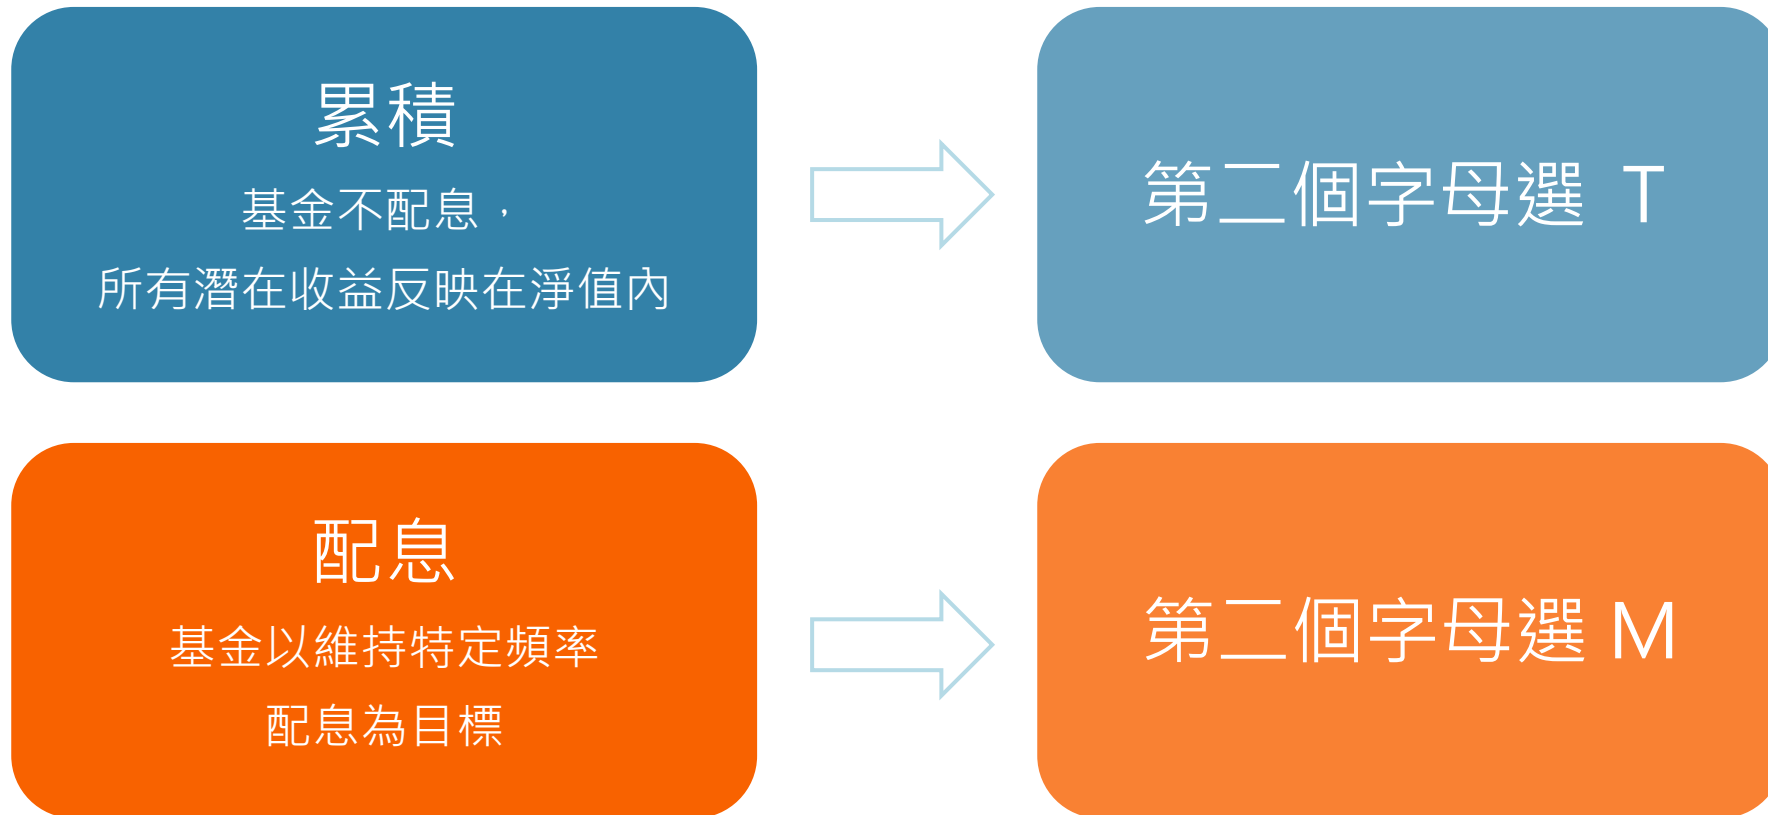 累積
基金不配息，
所有潛在收益反映在淨值內
第二個字母選 T
配息
基金以維持特定頻率
配息為目標
第二個字母選 M